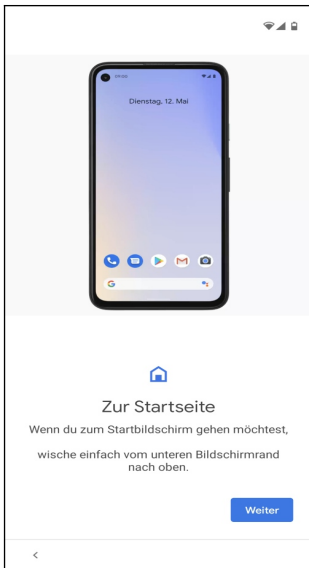 Dienstag, 12. Mai
Zur Startseite
Wenn du zum Startbildschirm gehen möchtest,
wische einfach vom unteren Bildschirmrand
nach oben.
Weiter